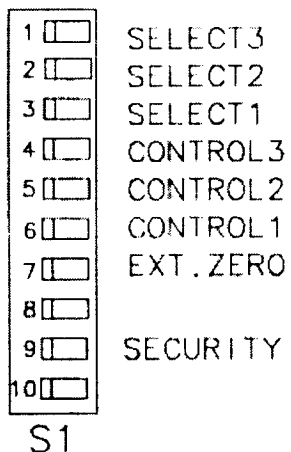 1 SELECT3
2 SELECT2
3 SELECT1
4 CONTROL3
5 CONTROL2
6 CONTROL1
7 EXT.ZERO
8
9 SECURITY
10
S1